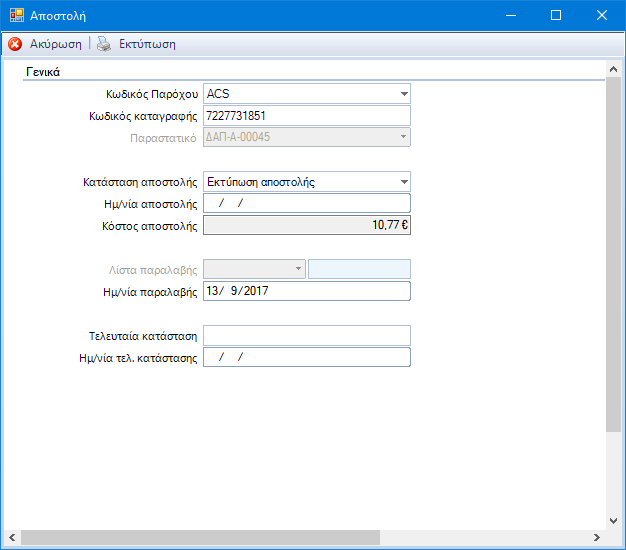 Αποστολή
Ακύρωση Εκτύπωση
Γενικά
Κωδικός Παρόχου ACS
Κωδικός καταγραφής 7227731851
Παραστατικό ΔΑΠ-Α-00045
Κατάσταση αποστολής Εκτύπωση αποστολής
Ημ/νία αποστολής / /
Κόστος αποστολής 10,77 €
Λίστα παραλαβής
Ημ/νία παραλαβής 13/ 9/2017
Τελευταία κατάσταση
Ημ/νία τελ. κατάστασης / /